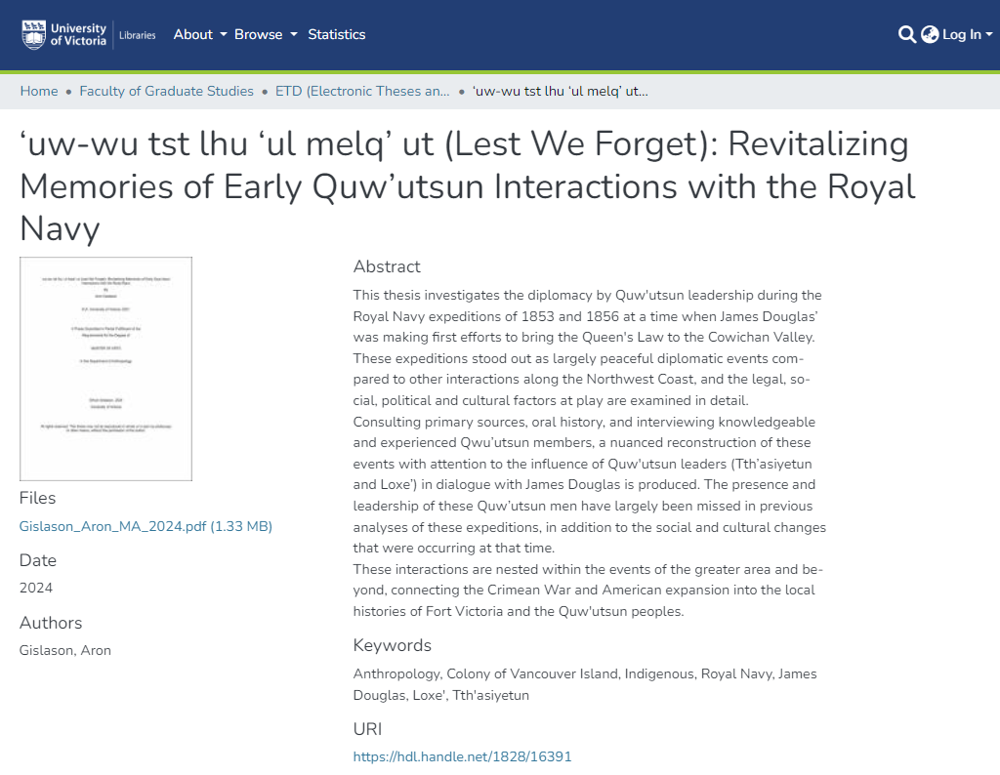 University
of Victoria
Libraries
About
Browse
Statistics
Log In
Home • Faculty of Graduate Studies • ETD (Electronic Theses an... • ‘uw-wu tst lhu ‘ul melq’ ut...
‘uw-wu tst lhu ‘ul melq’ ut (Lest We Forget): Revitalizing
Memories of Early Quw’utsun Interactions with the Royal
Navy
Files
Gislason_Aron_MA_2024.pdf (1.33 MB)
Date
2024
Authors
Gislason, Aron
Abstract
This thesis investigates the diplomacy by Quw'utsun leadership during the
Royal Navy expeditions of 1853 and 1856 at a time when James Douglas’
was making first efforts to bring the Queen's Law to the Cowichan Valley.
These expeditions stood out as largely peaceful diplomatic events com-
pared to other interactions along the Northwest Coast, and the legal, so-
cial, political and cultural factors at play are examined in detail.
Consulting primary sources, oral history, and interviewing knowledgeable
and experienced Qwu’utsun members, a nuanced reconstruction of these
events with attention to the influence of Quw'utsun leaders (Tth’asiyetun
and Loxe’) in dialogue with James Douglas is produced. The presence and
leadership of these Quw’utsun men have largely been missed in previous
analyses of these expeditions, in addition to the social and cultural changes
that were occurring at that time.
These interactions are nested within the events of the greater area and be-
yond, connecting the Crimean War and American expansion into the local
histories of Fort Victoria and the Quw'utsun peoples.
Keywords
Anthropology, Colony of Vancouver Island, Indigenous, Royal Navy, James
Douglas, Loxe', Tth'asiyetun
URI
https://hdl.handle.net/1828/16391